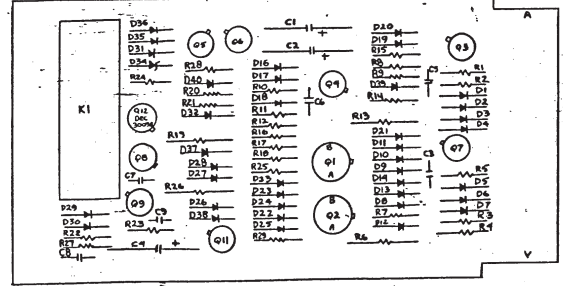 A
D36
D35
D31
D34
R24
K1
Q12
DEC
3009B
Q8
C7
Q9
C9
R23
D29
D30
R22
R27
C8
C4
+
Q5
Q6
R28
D40
R20
R21
D32
R19
D37
D28
D27
R26
D26
D38
Q11
C1
+
C2
+
D16
D17
R10
D18
R11
R12
R16
R17
R18
R25
D33
D23
D24
D22
D25
R29
C6
Q4
B
Q1
A
B
Q2
A
D20
D19
R15
R8
R9
D39
R14
R13
D21
D11
D10
D9
D14
D13
D8
R7
D12
R6
C5
C3
Q3
R1
R2
D1
D2
D3
D4
Q7
R5
D5
D6
D7
R3
R4
V